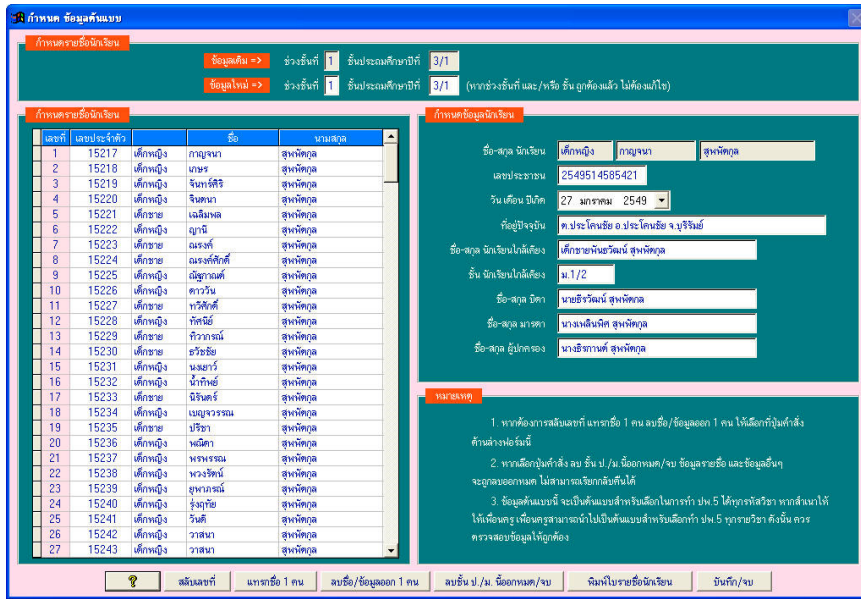 กำหนด ข้อมูลต้นแบบ
กำหนดรายชื่อนักเรียน
ข้อมูลเดิม => ช่วงชั้นที่ 1 ชั้นประถมศึกษาปีที่ 3/1
ข้อมูลใหม่ => ช่วงชั้นที่ 1 ชั้นประถมศึกษาปีที่ 3/1 (หากช่วงชั้นที่ และ/หรือ ชั้น ถูกต้องแล้ว ไม่ต้องแก้ไข)
กำหนดรายชื่อนักเรียน
เลขที่ เลขประจำตัว ชื่อ นามสกุล
1 15217 เด็กหญิง กาญจนา สุพพัตกุล
2 15218 เด็กหญิง เกษร สุพพัตกุล
3 15219 เด็กหญิง จันทร์ศิริ สุพพัตกุล
4 15220 เด็กหญิง จินตนา สุพพัตกุล
5 15221 เด็กชาย เฉลิมพล สุพพัตกุล
6 15222 เด็กหญิง ญานี สุพพัตกุล
7 15223 เด็กชาย ณรงค์ สุพพัตกุล
8 15224 เด็กชาย ณรงค์ศักดิ์ สุพพัตกุล
9 15225 เด็กหญิง ณัฐกาณต์ สุพพัตกุล
10 15226 เด็กหญิง ดาววัน สุพพัตกุล
11 15227 เด็กชาย ทวีศักดิ์ สุพพัตกุล
12 15228 เด็กหญิง ทัศนีย์ สุพพัตกุล
13 15229 เด็กชาย ทิวากรณ์ สุพพัตกุล
14 15230 เด็กชาย ธวัชชัย สุพพัตกุล
15 15231 เด็กหญิง นงเยาว์ สุพพัตกุล
16 15232 เด็กหญิง น้ำทิพย์ สุพพัตกุล
17 15233 เด็กชาย นิรันดร์ สุพพัตกุล
18 15234 เด็กหญิง เบญจวรรณ สุพพัตกุล
19 15235 เด็กชาย ปรีชา สุพพัตกุล
20 15236 เด็กหญิง พณิดา สุพพัตกุล
21 15237 เด็กหญิง พรพรรณ สุพพัตกุล
22 15238 เด็กหญิง พวงรัตน์ สุพพัตกุล
23 15239 เด็กหญิง ยุพาภรณ์ สุพพัตกุล
24 15240 เด็กหญิง รุ่งฤทัย สุพพัตกุล
25 15241 เด็กหญิง วันดี สุพพัตกุล
26 15242 เด็กหญิง วาสนา สุพพัตกุล
27 15243 เด็กหญิง วาสนา สุพพัตกุล
กำหนดข้อมูลนักเรียน
ชื่อ-สกุล นักเรียน เด็กหญิง กาญจนา สุพพัตกุล
เลขประชาชน 2549514585421
วัน เดือน ปีเกิด 27 มกราคม 2549
ที่อยู่ปัจจุบัน ต.ประโคนชัย อ.ประโคนชัย จ.บุรีรัมย์
ชื่อ-สกุล นักเรียนใกล้เคียง เด็กชายพันธวัฒน์ สุพพัตกุล
ชั้น นักเรียนใกล้เคียง ม.1/2
ชื่อ-สกุล บิดา นายธีรวัฒน์ สุพพัตกุล
ชื่อ-สกุล มารดา นางเพลินพิศ สุพพัตกุล
ชื่อ-สกุล ผู้ปกครอง นางธิรกานต์ สุพพัตกุล
หมายเหตุ
1. หากต้องการสลับเลขที่ แทรกชื่อ 1 คน ลบชื่อ/ข้อมูลออก 1 คน ให้เลือกที่ปุ่มคำสั่ง
ด้านล่างฟอร์มนี้
2. หากเลือกปุ่มคำสั่ง ลบ ชั้น ป./ม.นี้ออกหมด/จบ ข้อมูลรายชื่อ และข้อมูลอื่นๆ
จะถูกลบออกหมด ไม่สามารถเรียกกลับคืนได้
3. ข้อมูลต้นแบบนี้ จะเป็นต้นแบบสำหรับเลือกในการทำ ปพ.5 ได้ทุกรหัสวิชา หากสำเนาให้
ให้เพื่อนครู เพื่อนครูสามารถนำไปเป็นต้นแบบสำหรับเลือกทำ ปพ.5 ทุกรายวิชา ดังนั้น ควร
ตรวจสอบข้อมูลให้ถูกต้อง
? สลับเลขที่ แทรกชื่อ 1 คน ลบชื่อ/ข้อมูลออก 1 คน ลบชั้น ป./ม. นี้ออกหมด/จบ พิมพ์ใบรายชื่อนักเรียน บันทึก/จบ